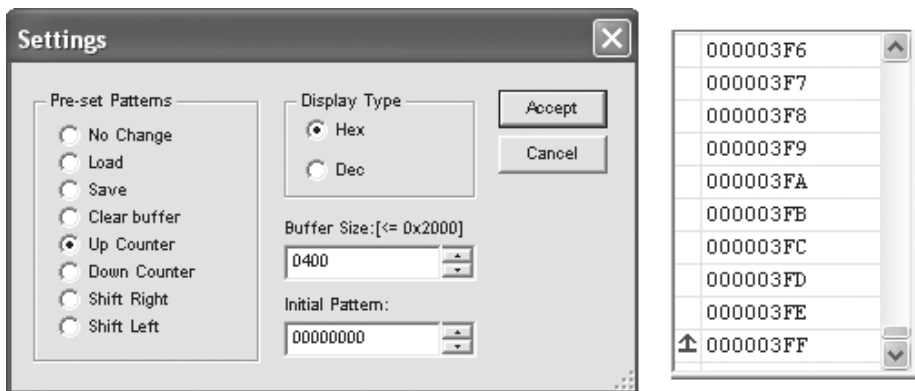 Settings
Pre-set Patterns
No Change
Load
Save
Clear buffer
Up Counter
Down Counter
Shift Right
Shift Left
Display Type
Hex
Dec
Buffer Size:[<= 0x2000]
0400
Initial Pattern:
00000000
Accept
Cancel
000003F6
000003F7
000003F8
000003F9
000003FA
000003FB
000003FC
000003FD
000003FE
000003FF